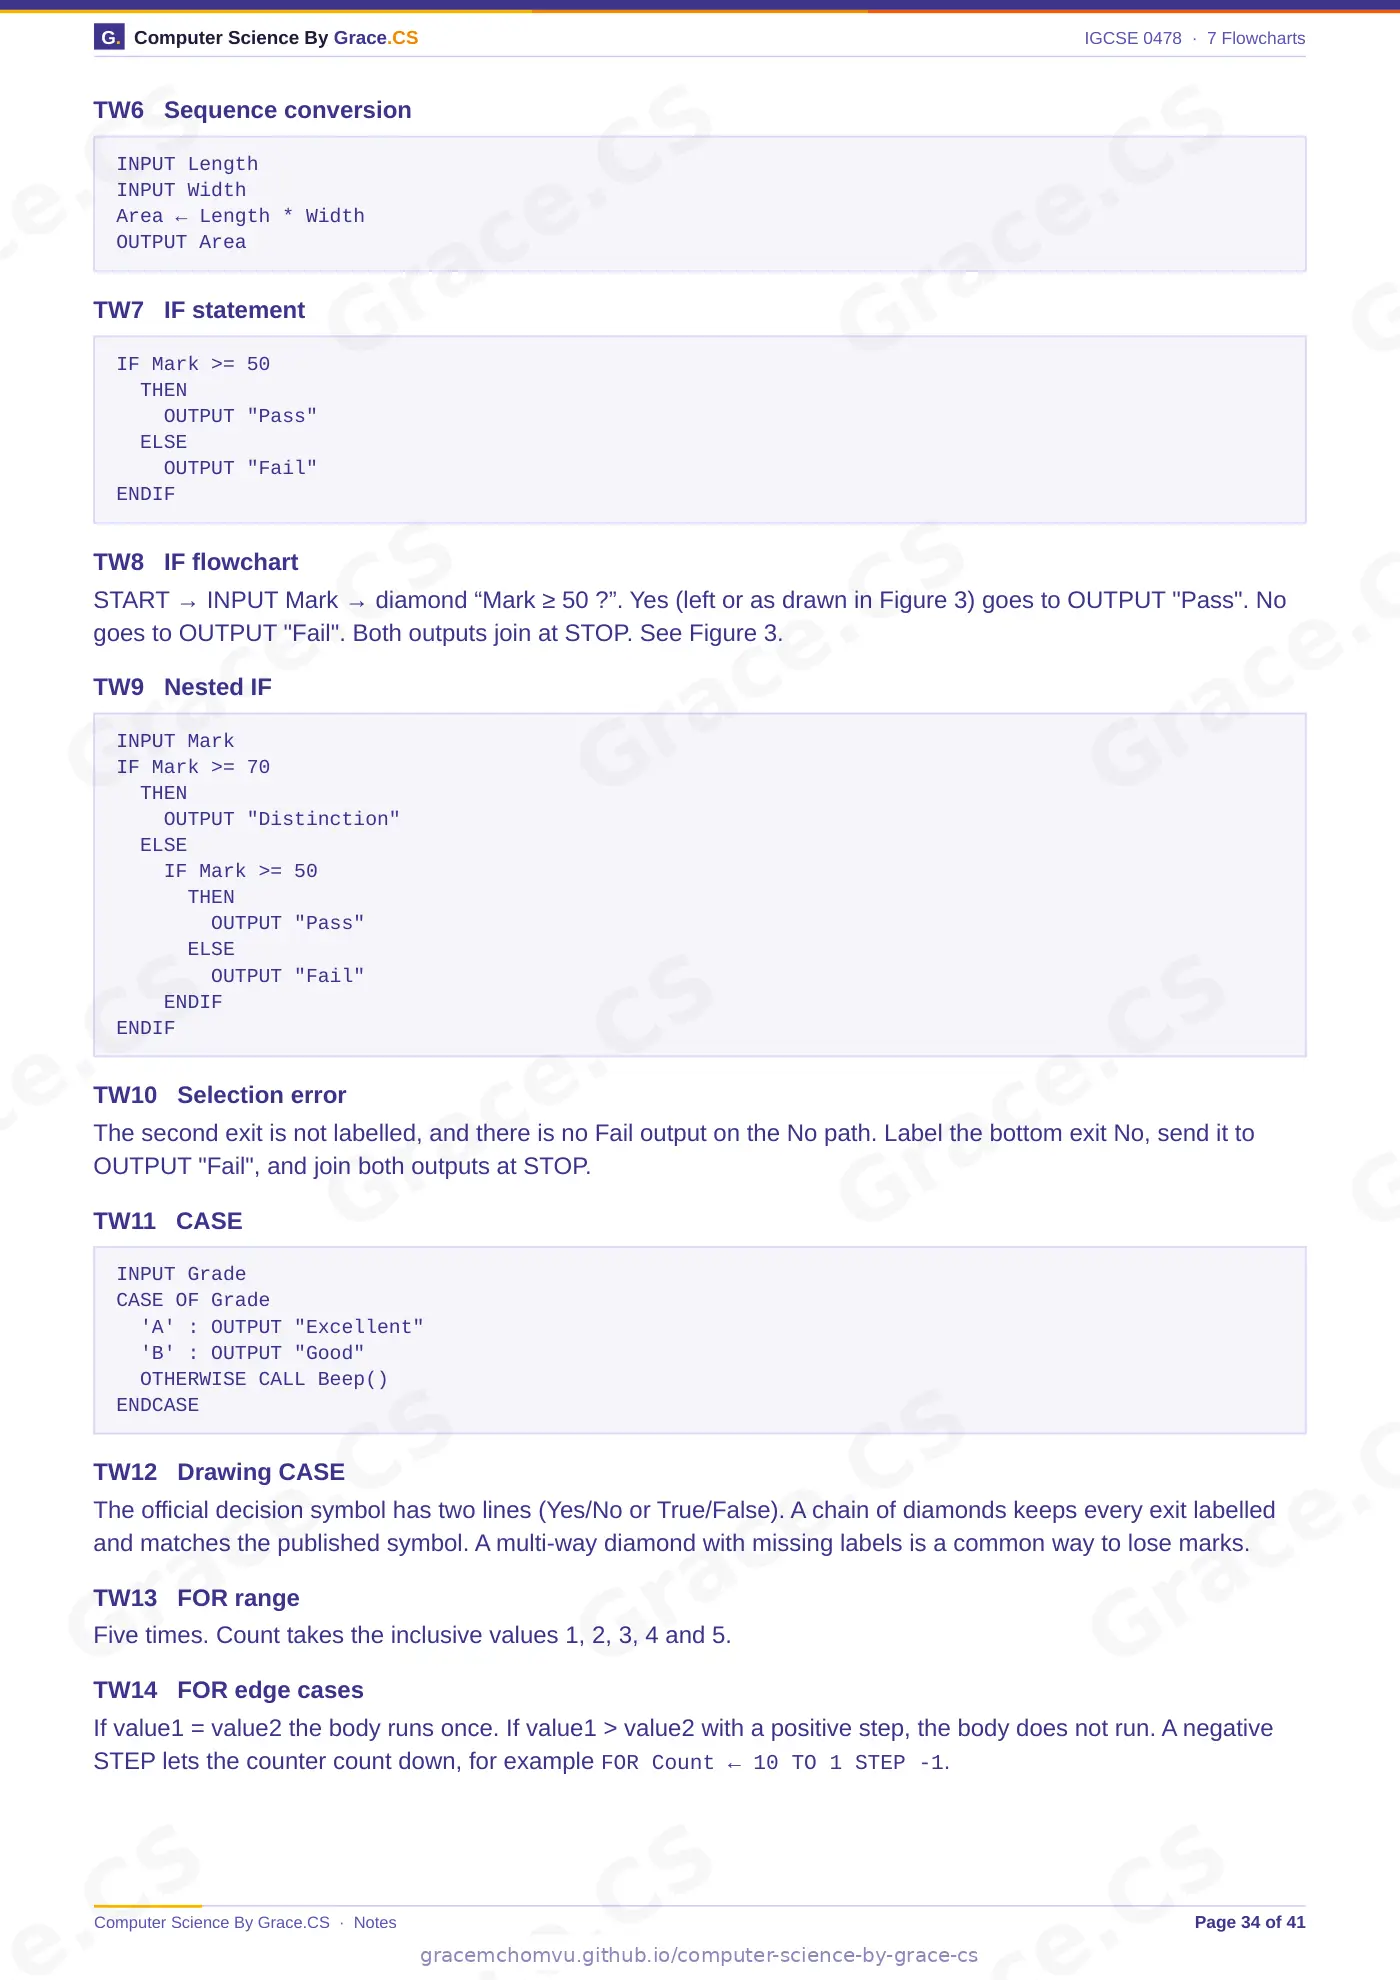 G. Computer Science By Grace.CS
IGCSE 0478 · 7 Flowcharts
TW6 Sequence conversion
INPUT Length
INPUT Width
Area ← Length * Width
OUTPUT Area
TW7 IF statement
IF Mark >= 50
  THEN
    OUTPUT "Pass"
  ELSE
    OUTPUT "Fail"
ENDIF
TW8 IF flowchart
START → INPUT Mark → diamond “Mark ≥ 50 ?”. Yes (left or as drawn in Figure 3) goes to OUTPUT "Pass". No
goes to OUTPUT "Fail". Both outputs join at STOP. See Figure 3.
TW9 Nested IF
INPUT Mark
IF Mark >= 70
  THEN
    OUTPUT "Distinction"
  ELSE
    IF Mark >= 50
      THEN
        OUTPUT "Pass"
      ELSE
        OUTPUT "Fail"
    ENDIF
ENDIF
TW10 Selection error
The second exit is not labelled, and there is no Fail output on the No path. Label the bottom exit No, send it to
OUTPUT "Fail", and join both outputs at STOP.
TW11 CASE
INPUT Grade
CASE OF Grade
  'A' : OUTPUT "Excellent"
  'B' : OUTPUT "Good"
  OTHERWISE CALL Beep()
ENDCASE
TW12 Drawing CASE
The official decision symbol has two lines (Yes/No or True/False). A chain of diamonds keeps every exit labelled
and matches the published symbol. A multi-way diamond with missing labels is a common way to lose marks.
TW13 FOR range
Five times. Count takes the inclusive values 1, 2, 3, 4 and 5.
TW14 FOR edge cases
If value1 = value2 the body runs once. If value1 > value2 with a positive step, the body does not run. A negative
STEP lets the counter count down, for example FOR Count ← 10 TO 1 STEP -1.
Computer Science By Grace.CS · Notes
Page 34 of 41
gracemchomvu.github.io/computer-science-by-grace-cs